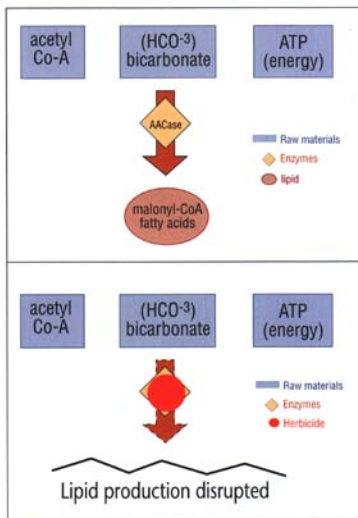 acetyl
Co-A
(HCO-³)
bicarbonate
ATP
(energy)
AACase
Raw materials
Enzymes
lipid
malonyl-CoA
fatty acids
acetyl
Co-A
(HCO-³)
bicarbonate
ATP
(energy)
Raw materials
Enzymes
Herbicide
Lipid production disrupted